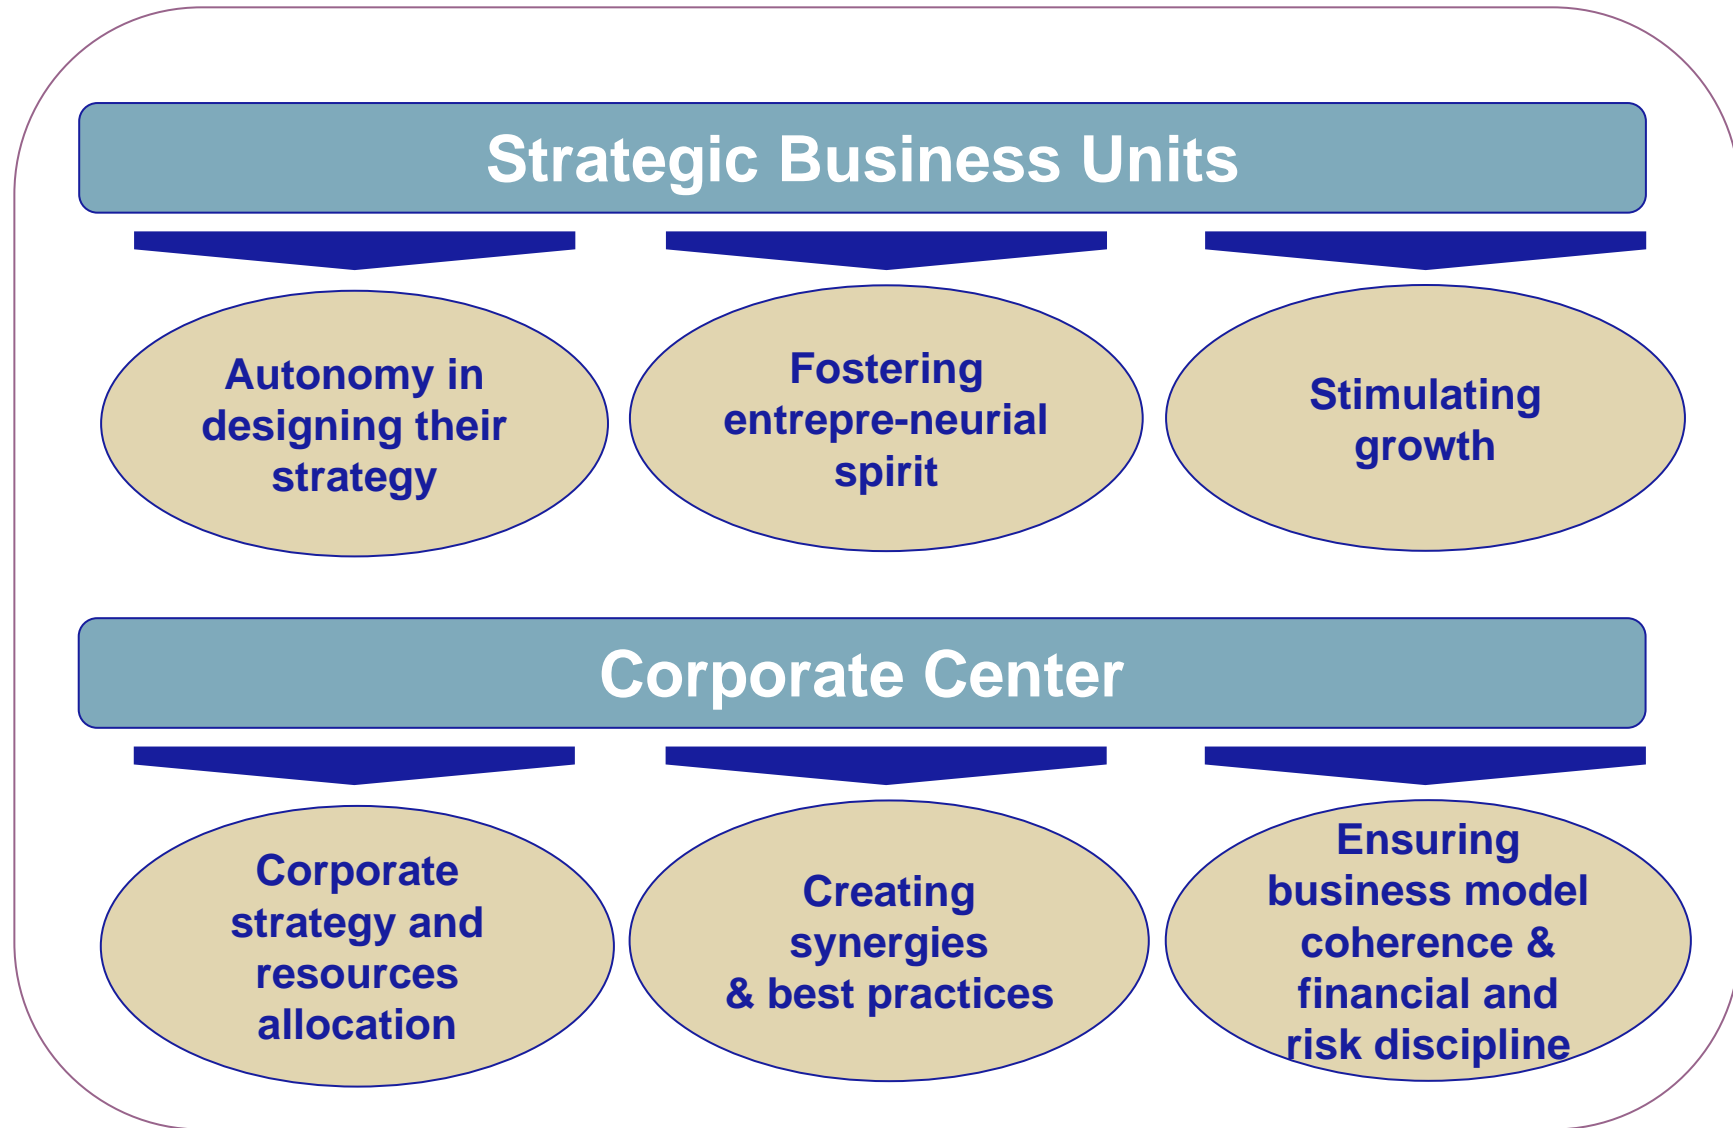 Strategic Business Units
Autonomy in
designing their
strategy
Fostering
entrepre-neurial
spirit
Stimulating
growth
Corporate Center
Corporate
strategy and
resources
allocation
Creating
synergies
& best practices
Ensuring
business model
coherence &
financial and
risk discipline